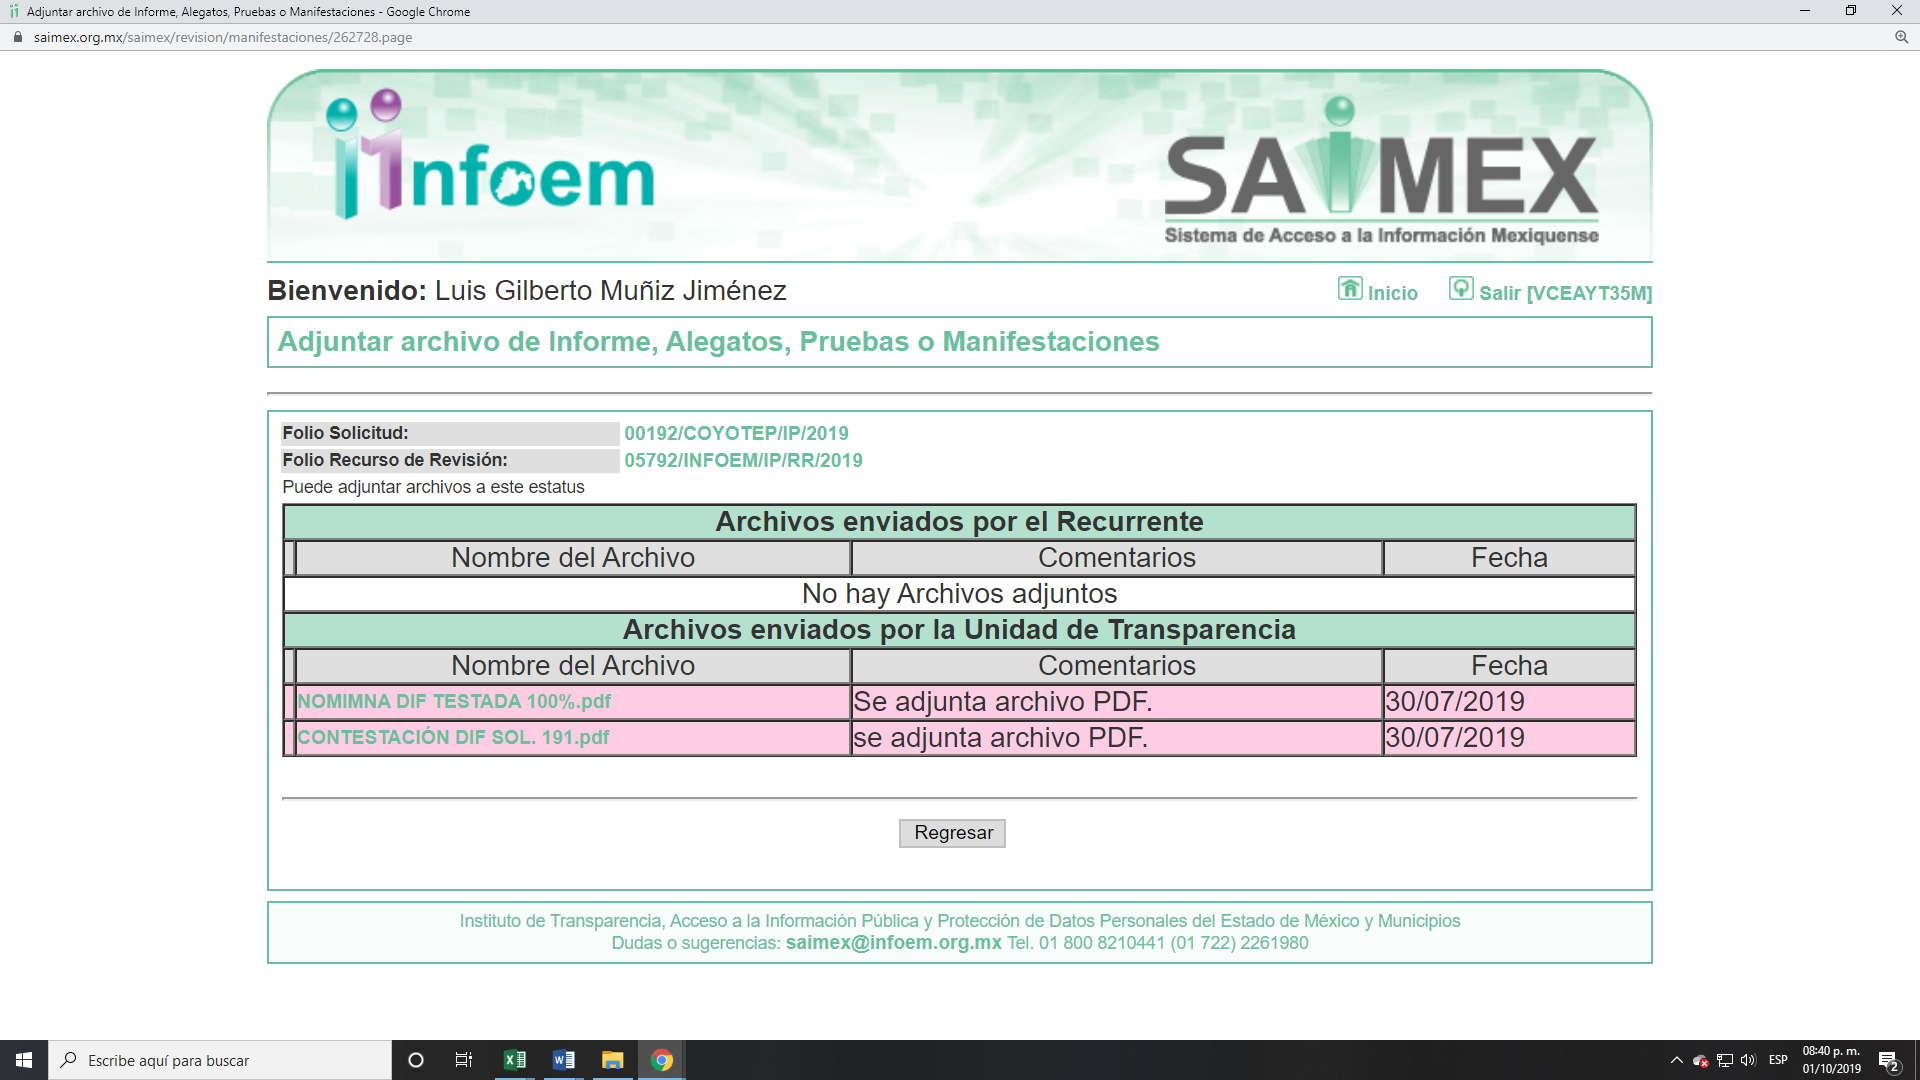 Adjuntar archivo de Informe, Alegatos, Pruebas o Manifestaciones - Google Chrome
saimex.org.mx/saimex/revision/manifestaciones/262728.page
infoem
SAIMEX
Sistema de Acceso a la Información Mexiquense
Bienvenido: Luis Gilberto Muñiz Jiménez
Inicio Salir [VCEAYT35M]
Adjuntar archivo de Informe, Alegatos, Pruebas o Manifestaciones
Folio Solicitud: 00192/COYOTEP/IP/2019
Folio Recurso de Revisión: 05792/INFOEM/IP/RR/2019
Puede adjuntar archivos a este estatus
Archivos enviados por el Recurrente
Nombre del Archivo Comentarios Fecha
No hay Archivos adjuntos
Archivos enviados por la Unidad de Transparencia
Nombre del Archivo Comentarios Fecha
NOMIMNA DIF TESTADA 100%.pdf Se adjunta archivo PDF. 30/07/2019
CONTESTACIÓN DIF SOL. 191.pdf se adjunta archivo PDF. 30/07/2019
Regresar
Instituto de Transparencia, Acceso a la Información Pública y Protección de Datos Personales del Estado de México y Municipios
Dudas o sugerencias: saimex@infoem.org.mx Tel. 01 800 8210441 (01 722) 2261980
Escribe aquí para buscar
ESP
08:40 p. m.
01/10/2019
2